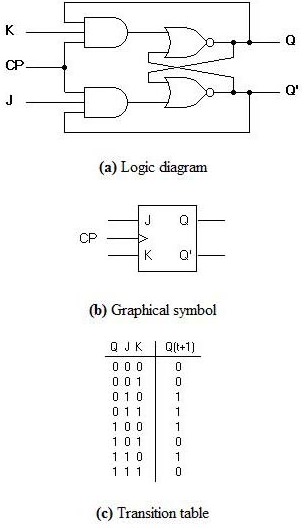 K
Q
CP
J
Q'
(a) Logic diagram
J Q
CP
K Q'
(b) Graphical symbol
Q J K Q(t+1)
0 0 0 0
0 0 1 0
0 1 0 1
0 1 1 1
1 0 0 1
1 0 1 0
1 1 0 1
1 1 1 0
(c) Transition table